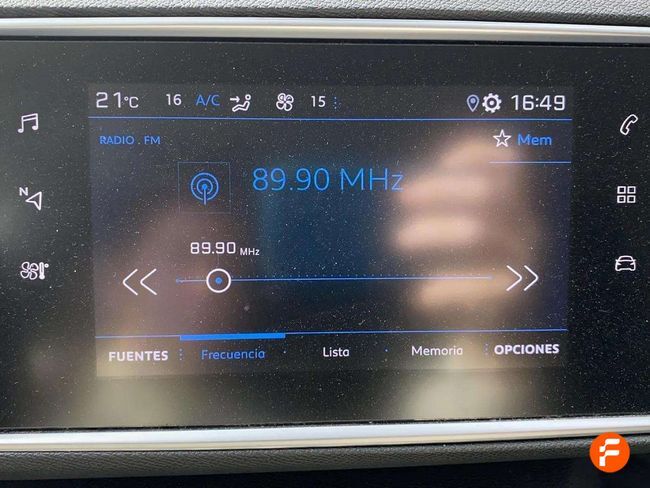 21°C 16 A/C 15 16:49
RADIO . FM
Mem
89.90 MHz
89.90 MHz
N
FUENTES Frecuencia Lista Memoria OPCIONES